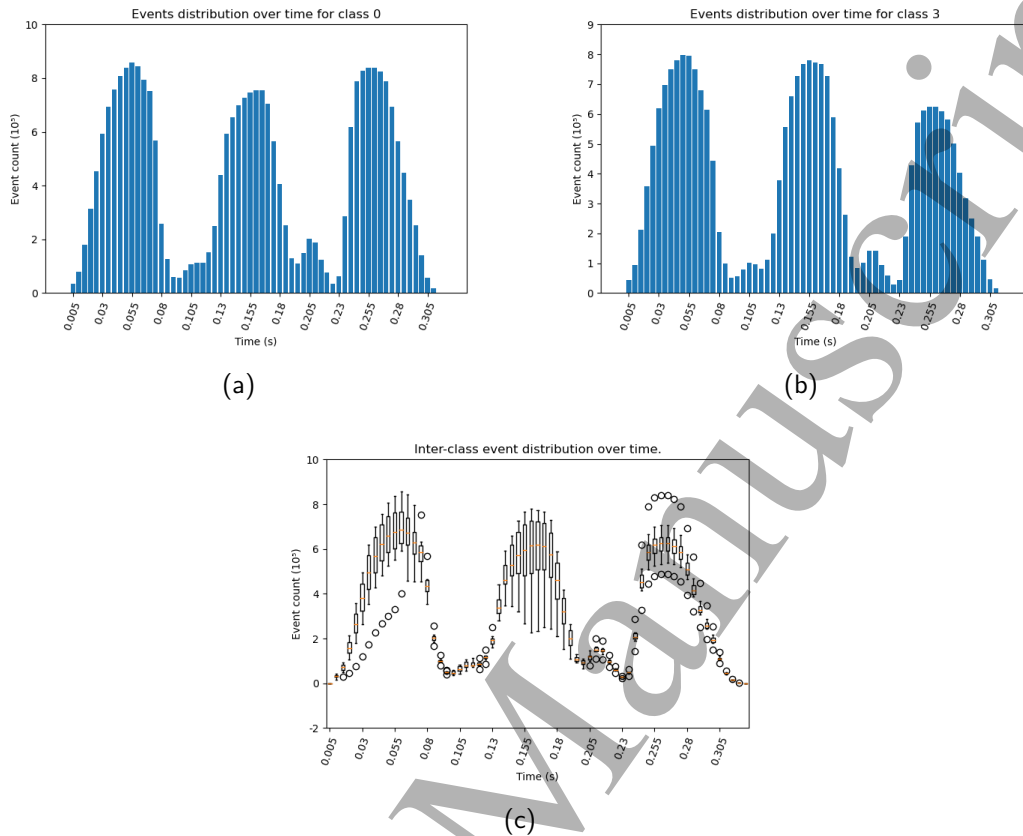 Events distribution over time for class 0
10
8
6
4
2
0
Event count (10⁵)
0.005 0.03 0.055 0.08 0.105 0.13 0.155 0.18 0.205 0.23 0.255 0.28 0.305
Time (s)
(a)
Events distribution over time for class 3
9
8
7
6
5
4
3
2
1
0
Event count (10⁵)
0.005 0.03 0.055 0.08 0.105 0.13 0.155 0.18 0.205 0.23 0.255 0.28 0.305
Time (s)
(b)
Inter-class event distribution over time.
10
8
6
4
2
0
-2
Event count (10⁵)
0.005 0.03 0.055 0.08 0.105 0.13 0.155 0.18 0.205 0.23 0.255 0.28 0.305
Time (s)
(c)
Manuscrip